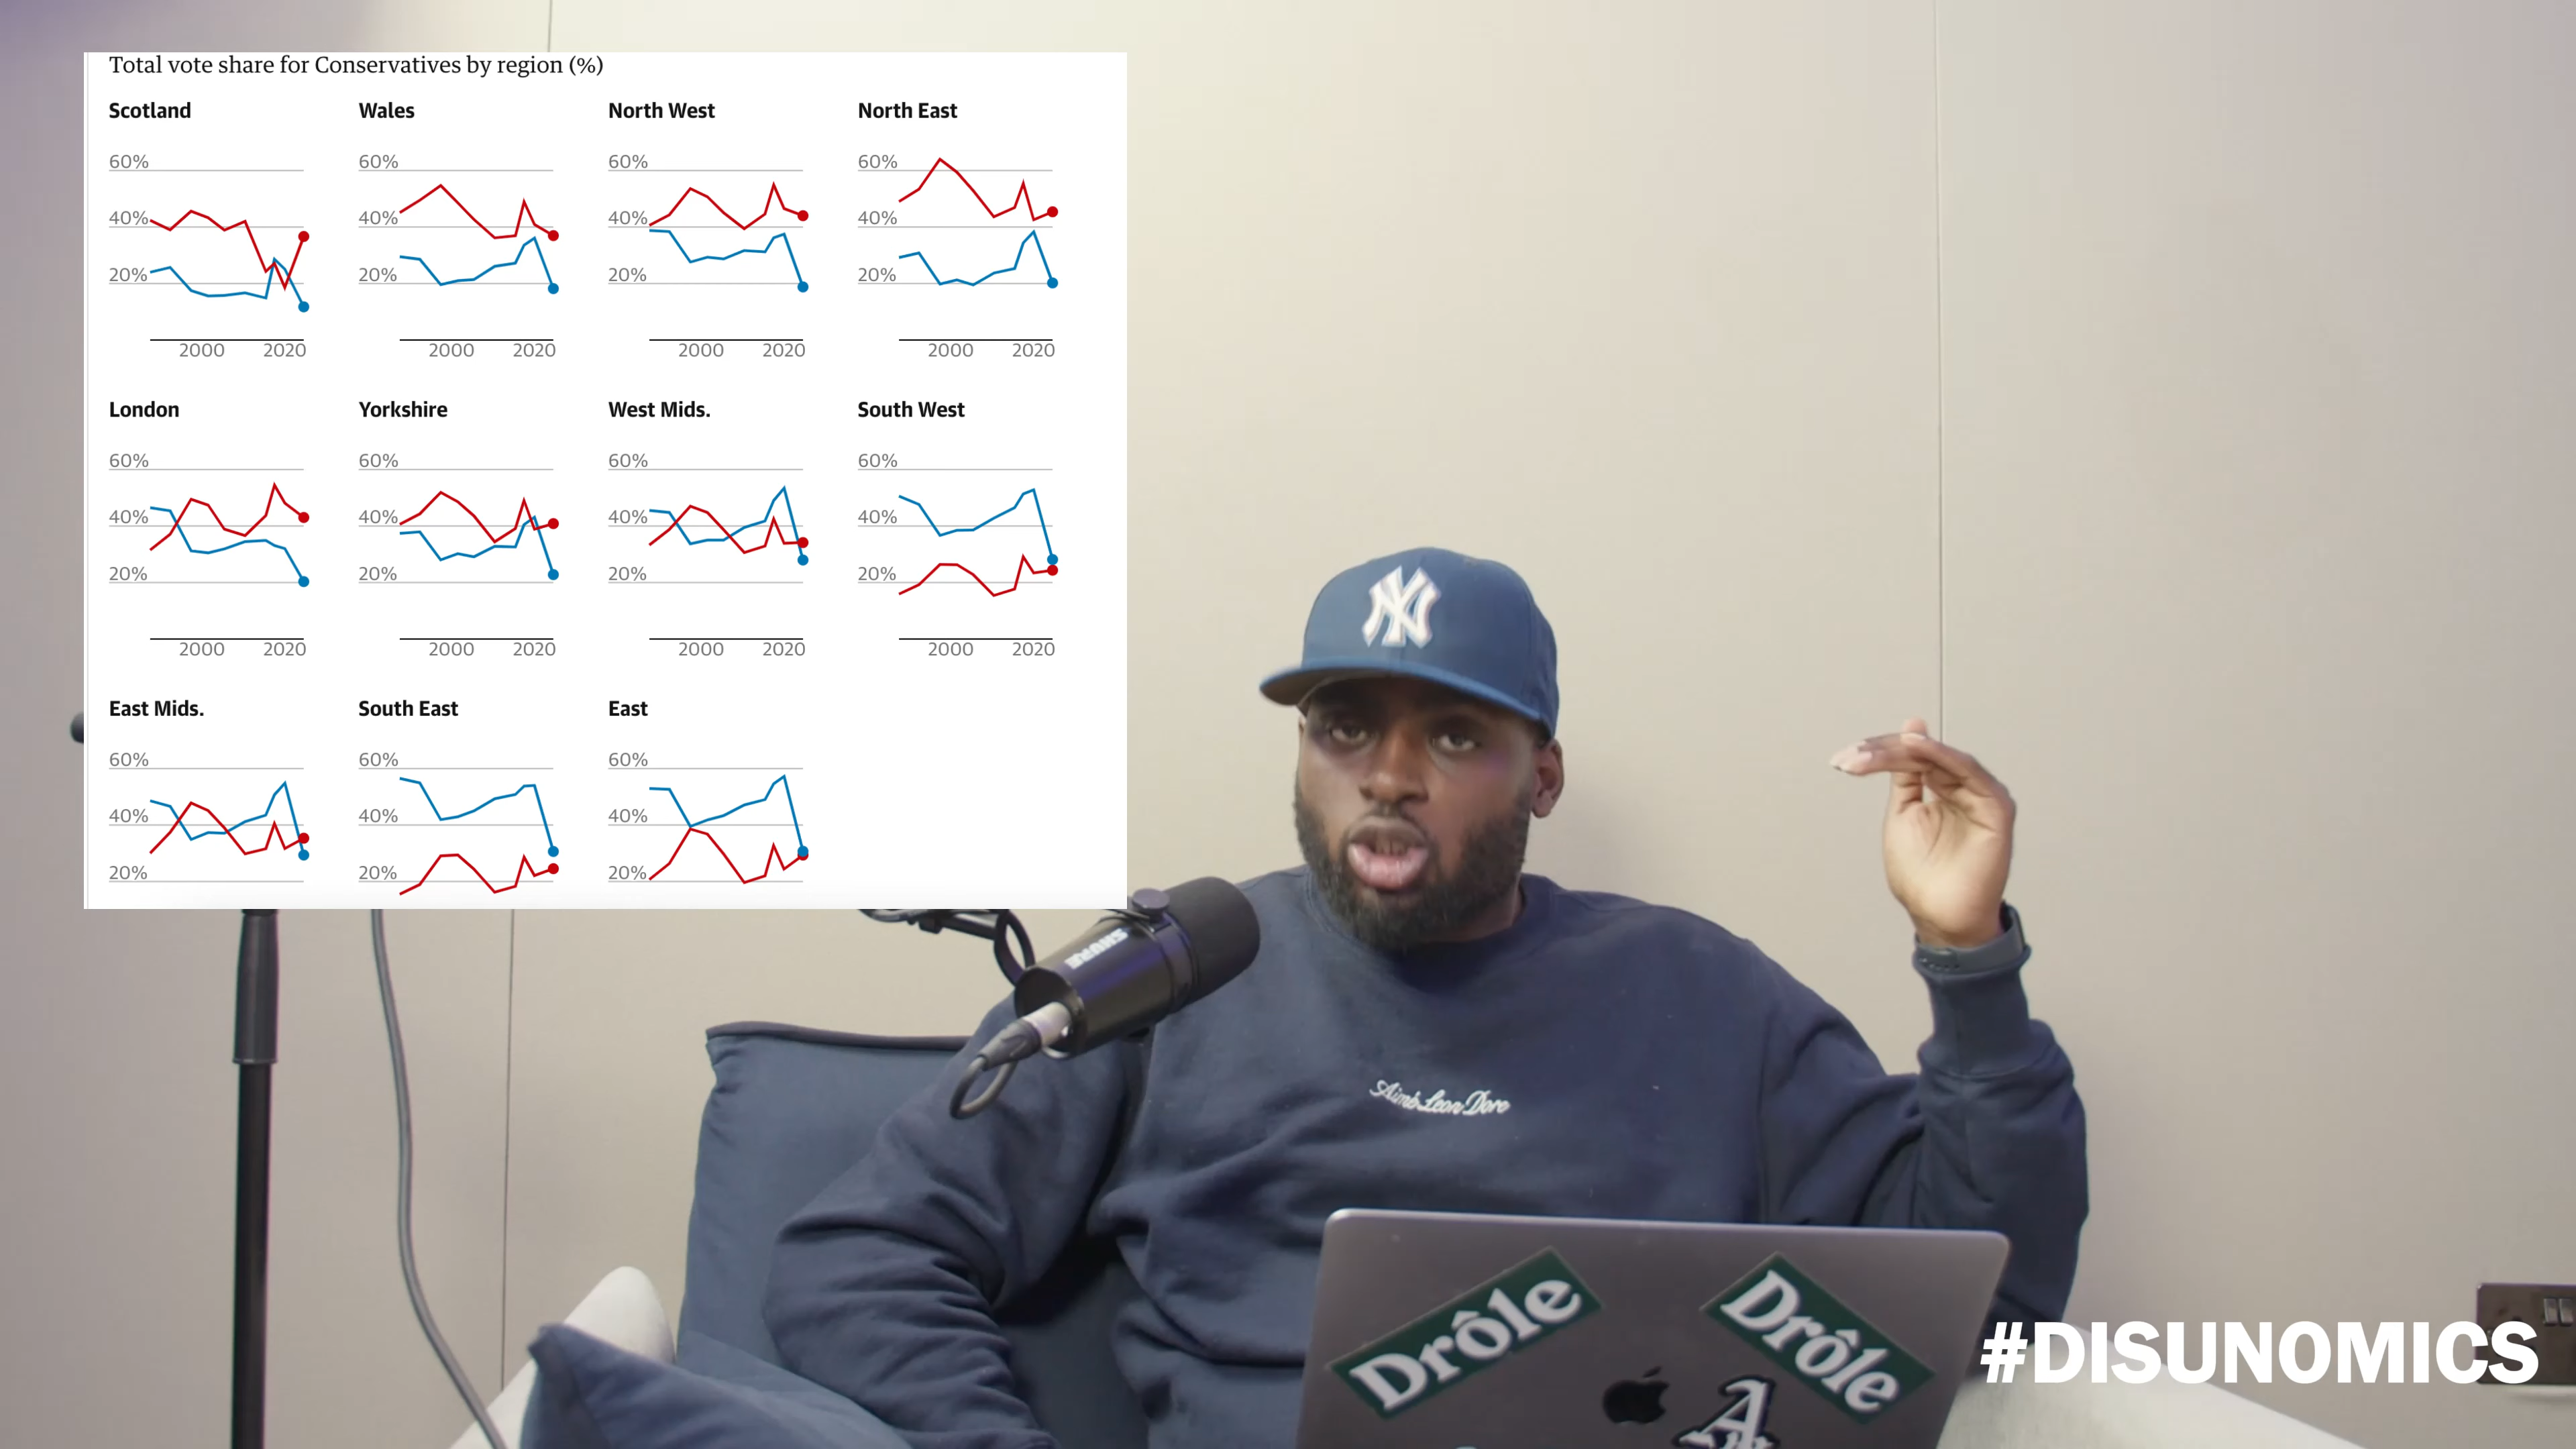 Total vote share for Conservatives by region (%)
Scotland Wales North West North East
60% 60% 60% 60%
40% 40% 40% 40%
20% 20% 20% 20%
2000 2020 2000 2020 2000 2020 2000 2020
London Yorkshire West Mids. South West
60% 60% 60% 60%
40% 40% 40% 40%
20% 20% 20% 20%
2000 2020 2000 2020 2000 2020 2000 2020
East Mids. South East East
60% 60% 60%
40% 40% 40%
20% 20% 20%
NY
SHURE
Aimé Leon Dore
Drôle
Drôle
A
#DISUNOMICS